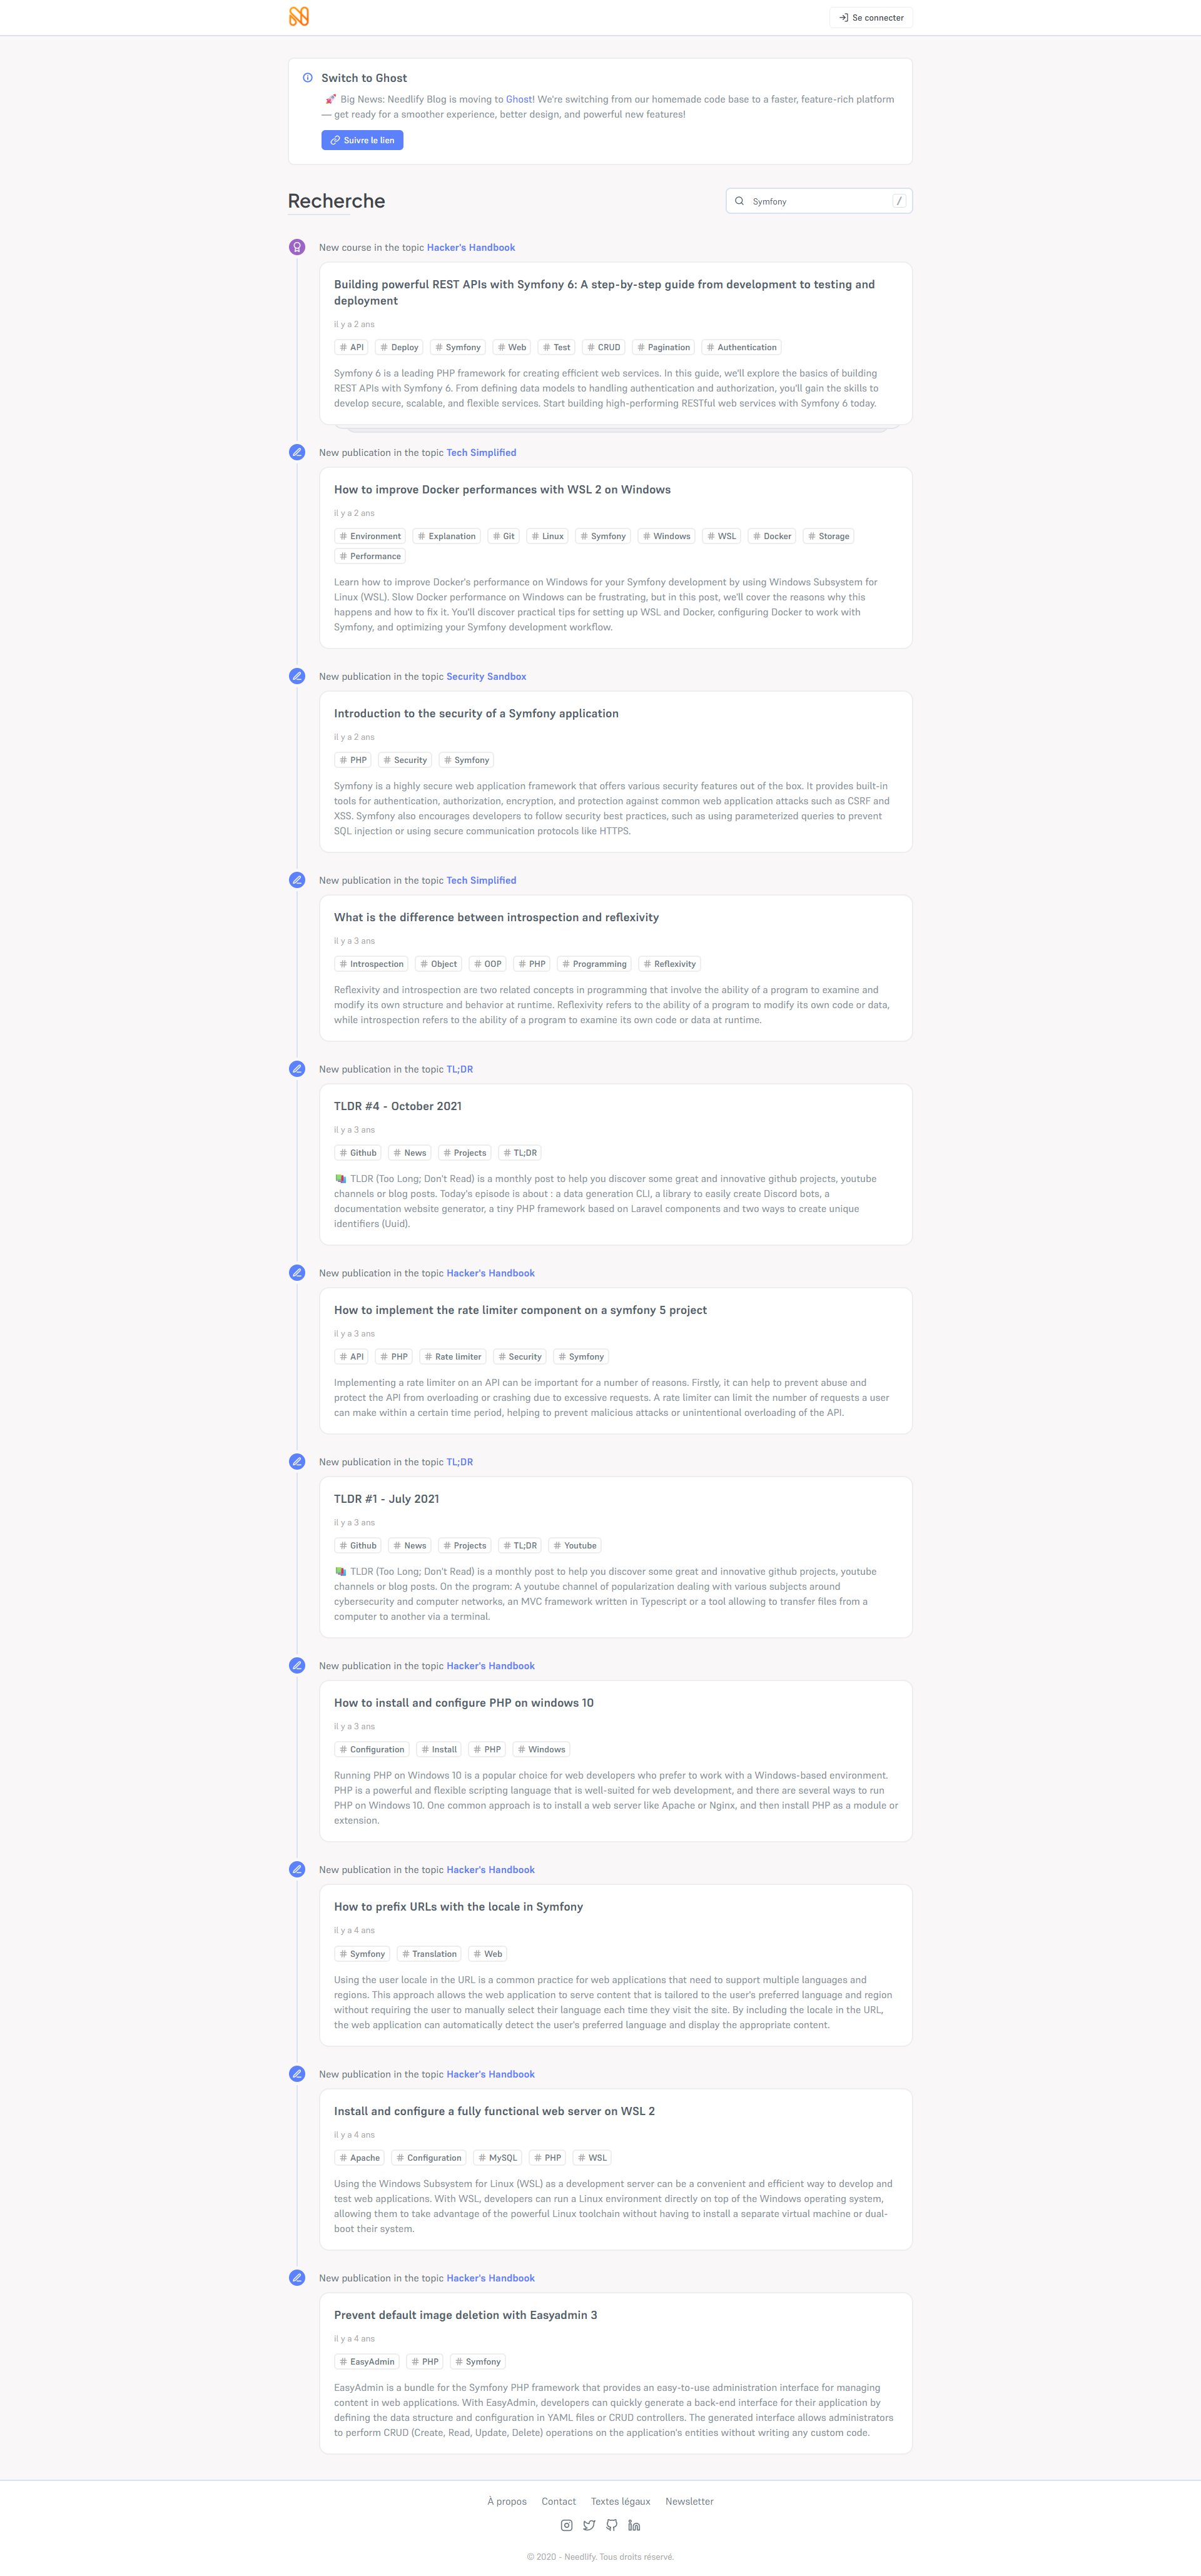 Se connecter
Switch to Ghost
🚀 Big News: Needlify Blog is moving to Ghost! We're switching from our homemade code base to a faster, feature-rich platform
— get ready for a smoother experience, better design, and powerful new features!
Suivre le lien
Recherche
Symfony
/
New course in the topic Hacker's Handbook
Building powerful REST APIs with Symfony 6: A step-by-step guide from development to testing and
deployment
il y a 2 ans
# API # Deploy # Symfony # Web # Test # CRUD # Pagination # Authentication
Symfony 6 is a leading PHP framework for creating efficient web services. In this guide, we'll explore the basics of building
REST APIs with Symfony 6. From defining data models to handling authentication and authorization, you'll gain the skills to
develop secure, scalable, and flexible services. Start building high-performing RESTful web services with Symfony 6 today.
New publication in the topic Tech Simplified
How to improve Docker performances with WSL 2 on Windows
il y a 2 ans
# Environment # Explanation # Git # Linux # Symfony # Windows # WSL # Docker # Storage
# Performance
Learn how to improve Docker's performance on Windows for your Symfony development by using Windows Subsystem for
Linux (WSL). Slow Docker performance on Windows can be frustrating, but in this post, we'll cover the reasons why this
happens and how to fix it. You'll discover practical tips for setting up WSL and Docker, configuring Docker to work with
Symfony, and optimizing your Symfony development workflow.
New publication in the topic Security Sandbox
Introduction to the security of a Symfony application
il y a 2 ans
# PHP # Security # Symfony
Symfony is a highly secure web application framework that offers various security features out of the box. It provides built-in
tools for authentication, authorization, encryption, and protection against common web application attacks such as CSRF and
XSS. Symfony also encourages developers to follow security best practices, such as using parameterized queries to prevent
SQL injection or using secure communication protocols like HTTPS.
New publication in the topic Tech Simplified
What is the difference between introspection and reflexivity
il y a 3 ans
# Introspection # Object # OOP # PHP # Programming # Reflexivity
Reflexivity and introspection are two related concepts in programming that involve the ability of a program to examine and
modify its own structure and behavior at runtime. Reflexivity refers to the ability of a program to modify its own code or data,
while introspection refers to the ability of a program to examine its own code or data at runtime.
New publication in the topic TL;DR
TLDR #4 - October 2021
il y a 3 ans
# Github # News # Projects # TL;DR
📚 TLDR (Too Long; Don't Read) is a monthly post to help you discover some great and innovative github projects, youtube
channels or blog posts. Today's episode is about : a data generation CLI, a library to easily create Discord bots, a
documentation website generator, a tiny PHP framework based on Laravel components and two ways to create unique
identifiers (Uuid).
New publication in the topic Hacker's Handbook
How to implement the rate limiter component on a symfony 5 project
il y a 3 ans
# API # PHP # Rate limiter # Security # Symfony
Implementing a rate limit on an API can be important for a number of reasons. Firstly, it can help to prevent abuse and
protect the API from overloading or crashing due to excessive requests. A rate limiter can limit the number of requests a user
can make within a certain time period, helping to prevent malicious attacks or unintentional overloading of the API.
New publication in the topic TL;DR
TLDR #1 - July 2021
il y a 3 ans
# Github # News # Projects # TL;DR # Youtube
📚 TLDR (Too Long; Don't Read) is a monthly post to help you discover some great and innovative github projects, youtube
channels or blog posts. On the program: A youtube channel of popularization dealing with various subjects around
cybersecurity and computer networks, an MVC framework written in Typescript or a tool allowing to transfer files from a
computer to another via a terminal.
New publication in the topic Hacker's Handbook
How to install and configure PHP on windows 10
il y a 3 ans
# Configuration # Install # PHP # Windows
Running PHP on Windows 10 is a popular choice for web developers who prefer to work with a Windows-based environment.
PHP is a powerful and flexible scripting language that is well-suited for web development, and there are several ways to run
PHP on Windows 10. One common approach is to install a web server like Apache or Nginx, and then install PHP as a module or
extension.
New publication in the topic Hacker's Handbook
How to prefix URLs with the locale in Symfony
il y a 4 ans
# Symfony # Translation # Web
Using the user locale in the URL is a common practice for web applications that need to support multiple languages and
regions. This approach allows the web application to serve content that is tailored to the user's preferred language and region
without requiring the user to manually select their language each time they visit the site. By including the locale in the URL,
the web application can automatically detect the user's preferred language and display the appropriate content.
New publication in the topic Hacker's Handbook
Install and configure a fully functional web server on WSL 2
il y a 4 ans
# Apache # Configuration # MySQL # PHP # WSL
Using the Windows Subsystem for Linux (WSL) as a development server can be a convenient and efficient way to develop and
test web applications. With WSL, developers can run a Linux environment directly on top of the Windows operating system,
allowing them to take advantage of the powerful Linux toolchain without having to install a separate virtual machine or dual-
boot their system.
New publication in the topic Hacker's Handbook
Prevent default image deletion with Easyadmin 3
il y a 4 ans
# EasyAdmin # PHP # Symfony
EasyAdmin is a bundle for the Symfony PHP framework that provides an easy-to-use administration interface for managing
content in web applications. With EasyAdmin, developers can quickly generate a back-end interface for their application by
defining the data structure and configuration in YAML files or CRUD controllers. The generated interface allows administrators
to perform CRUD (Create, Read, Update, Delete) operations on the application's entities without writing any custom code.
À propos Contact Textes légaux Newsletter
© 2020 - Needlify. Tous droits réservé.